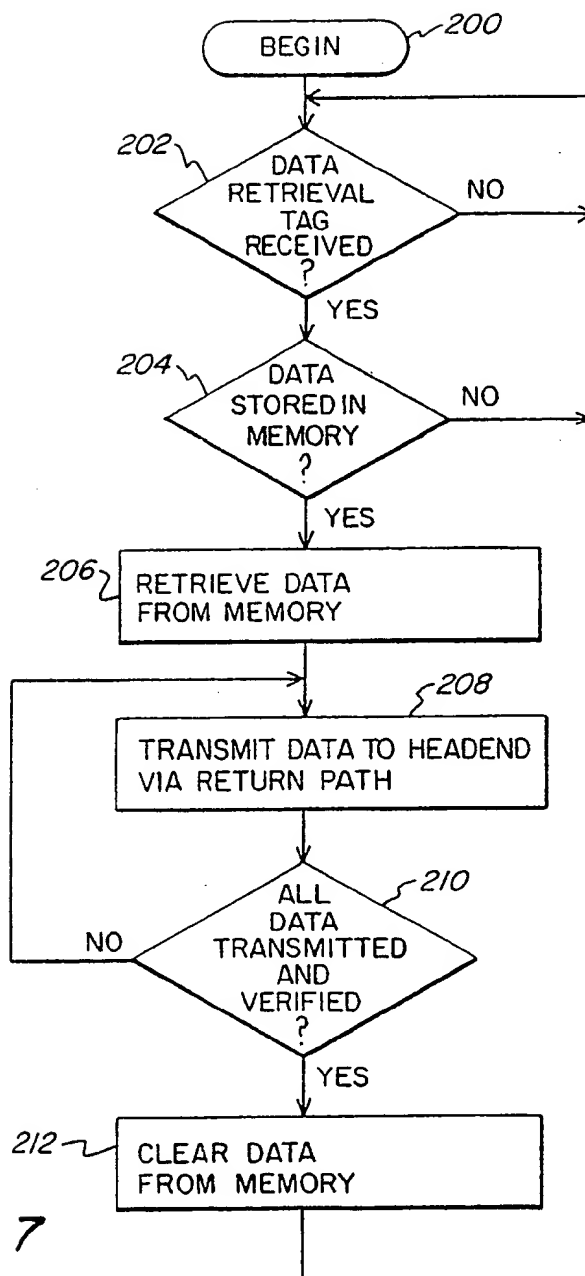 200
BEGIN
202
DATA
RETRIEVAL
TAG
RECEIVED
?
NO
YES
204
DATA
STORED IN
MEMORY
?
NO
YES
206
RETRIEVE DATA
FROM MEMORY
208
TRANSMIT DATA TO HEADEND
VIA RETURN PATH
210
ALL
DATA
TRANSMITTED
AND
VERIFIED
?
NO
YES
212
CLEAR DATA
FROM MEMORY
7